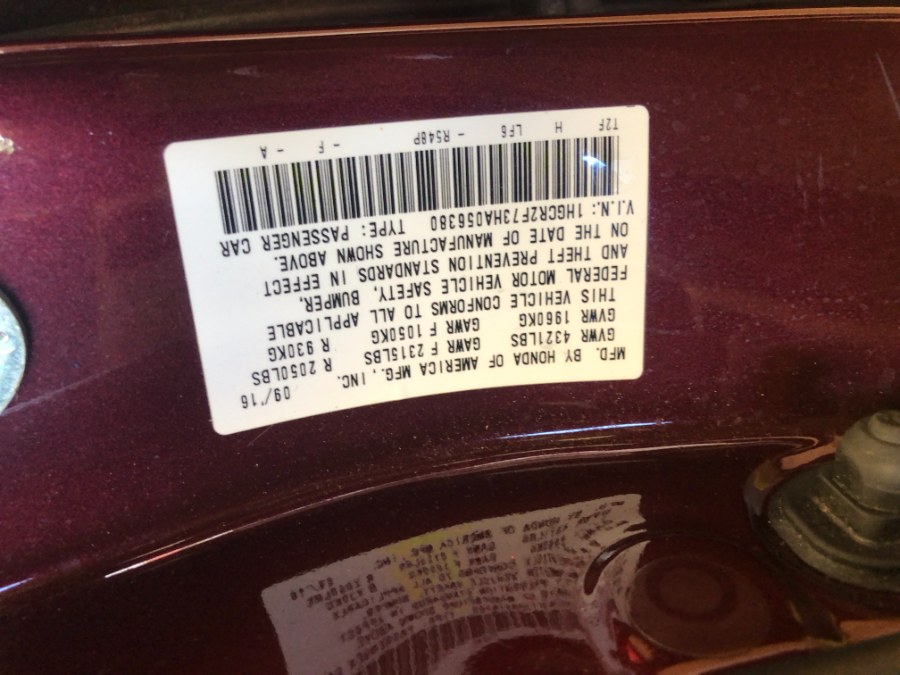 MFD. BY HONDA OF AMERICA MFG., INC. 09/'16
GVWR 4321LBS GAWR F 2315LBS R 2050LBS
GVWR 1960KG GAWR F 1050KG R 930KG
THIS VEHICLE CONFORMS TO ALL APPLICABLE
FEDERAL MOTOR VEHICLE SAFETY, BUMPER,
AND THEFT PREVENTION STANDARDS IN EFFECT
ON THE DATE OF MANUFACTURE SHOWN ABOVE.
V.I.N.: 1HGCR2F73HA056380 TYPE: PASSENGER CAR
T2F H LF6 - R548P - F - A